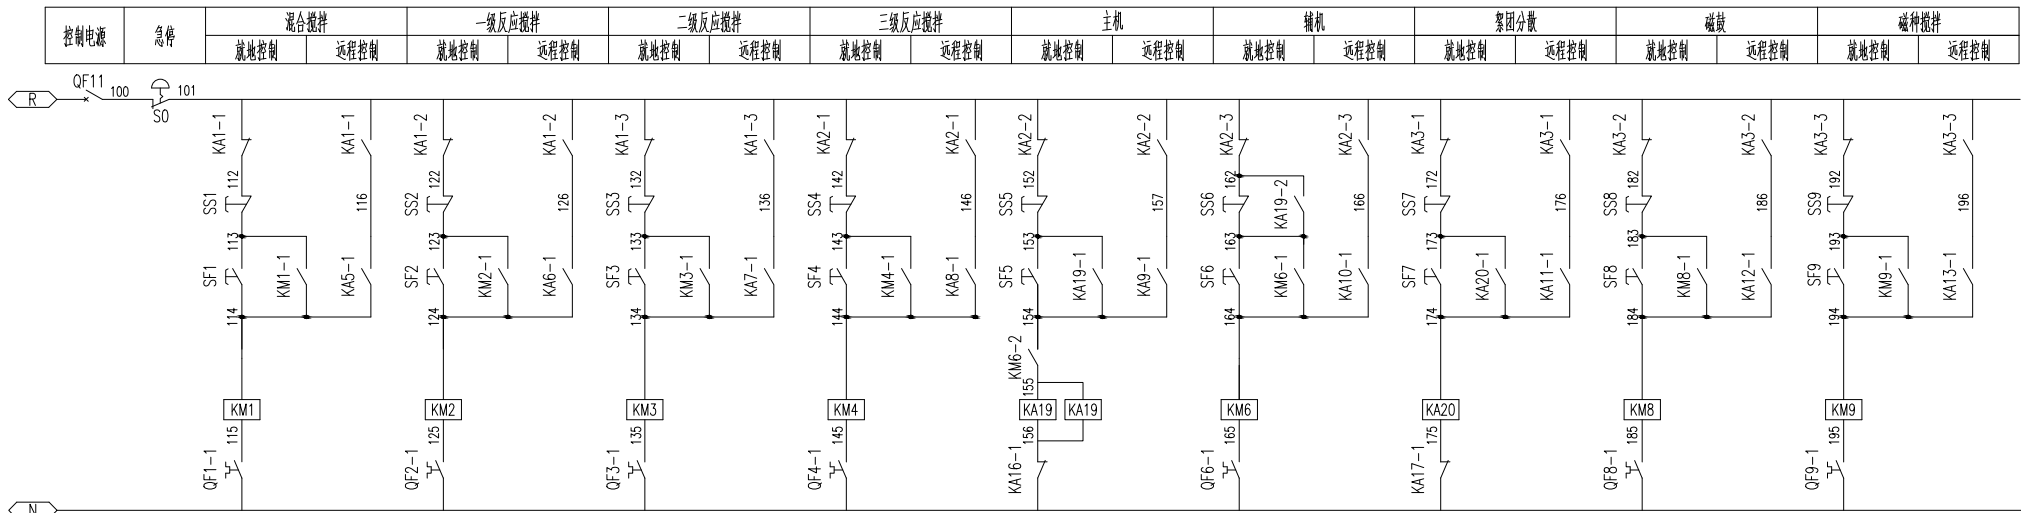 控制电源 急停 混合搅拌 一级反应搅拌 二级反应搅拌 三级反应搅拌 主机 辅机 絮团分散 磁鼓 磁种搅拌
就地控制 远程控制 就地控制 远程控制 就地控制 远程控制 就地控制 远程控制 就地控制 远程控制 就地控制 远程控制 就地控制 远程控制 就地控制 远程控制 就地控制 远程控制
QF11
R 100 101
S0
KA1-1 KA1-1 KA1-2 KA1-2 KA1-3 KA1-3 KA2-1 KA2-1 KA2-2 KA2-2 KA2-3 KA2-3 KA3-1 KA3-1 KA3-2 KA3-2 KA3-3 KA3-3
112 122 132 142 152 162 172 182 192
SS1 116 SS2 126 SS3 136 SS4 146 SS5 157 SS6 KA19-2 166 SS7 176 SS8 186 SS9 196
113 123 133 143 153 163 173 183 193
SF1 KM1-1 KA5-1 SF2 KM2-1 KA6-1 SF3 KM3-1 KA7-1 SF4 KM4-1 KA8-1 SF5 KA19-1 KA9-1 SF6 KM6-1 KA10-1 SF7 KA20-1 KA11-1 SF8 KM8-1 KA12-1 SF9 KM9-1 KA13-1
114 124 134 144 154 164 174 184 194
KM6-2
155
KM1 KM2 KM3 KM4 KA19 KA19 KM6 KA20 KM8 KM9
115 125 135 145 156 165 175 185 195
QF1-1 QF2-1 QF3-1 QF4-1 KA16-1 QF6-1 KA17-1 QF8-1 QF9-1
N